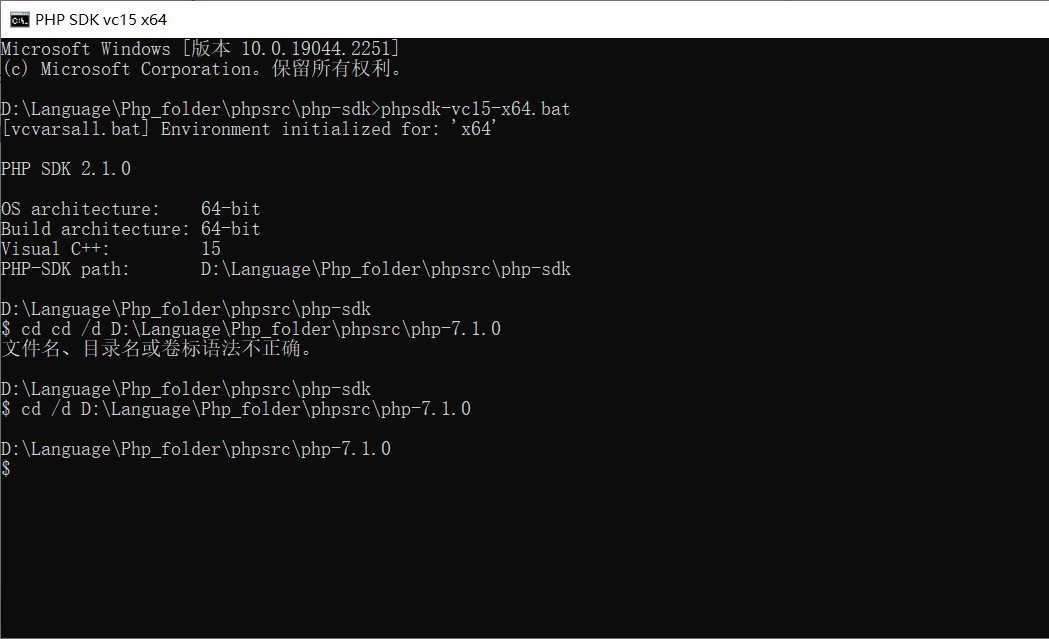 PHP SDK vc15 x64
Microsoft Windows [版本 10.0.19044.2251]
(c) Microsoft Corporation。保留所有权利。
D:\Language\Php_folder\phpsrc\php-sdk>phpsdk-vc15-x64.bat
[vcvarsall.bat] Environment initialized for: 'x64'
PHP SDK 2.1.0
OS architecture:    64-bit
Build architecture: 64-bit
Visual C++:         15
PHP-SDK path:       D:\Language\Php_folder\phpsrc\php-sdk
D:\Language\Php_folder\phpsrc\php-sdk
$ cd cd /d D:\Language\Php_folder\phpsrc\php-7.1.0
文件名、目录名或卷标语法不正确。
D:\Language\Php_folder\phpsrc\php-sdk
$ cd /d D:\Language\Php_folder\phpsrc\php-7.1.0
D:\Language\Php_folder\phpsrc\php-7.1.0
$